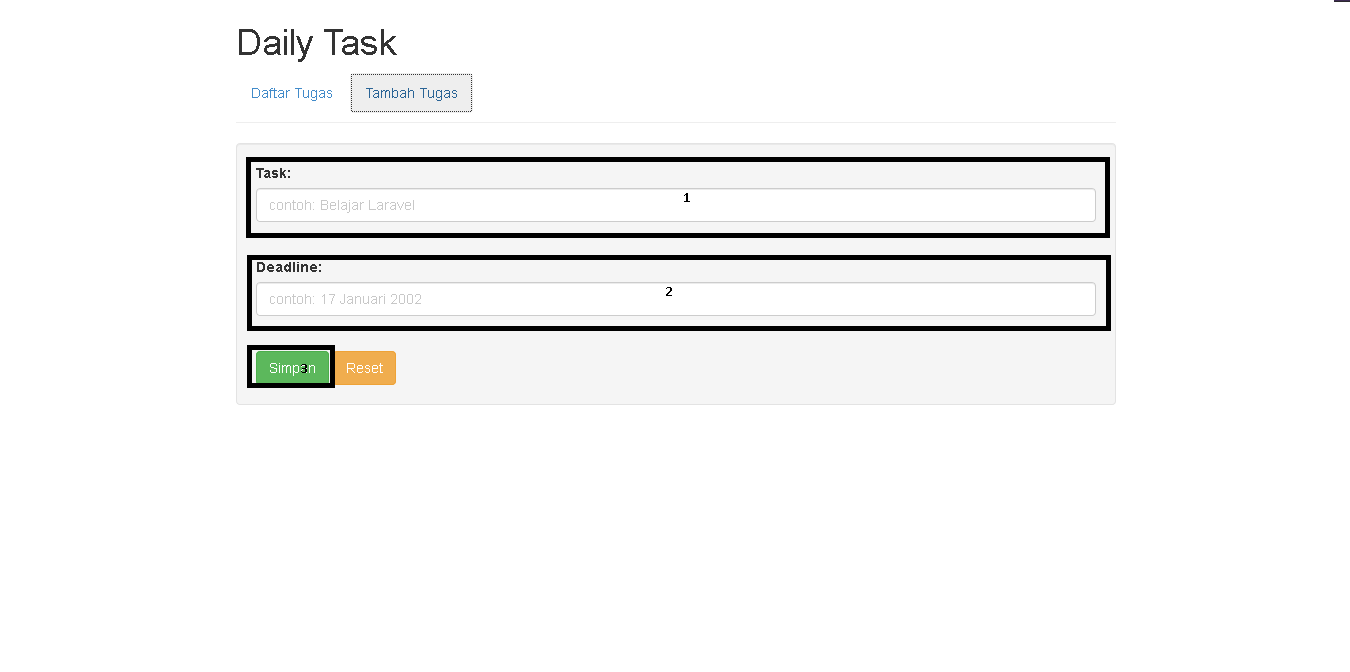 Daily Task
Daftar Tugas Tambah Tugas
Task:
contoh: Belajar Laravel
1
Deadline:
contoh: 17 Januari 2002
2
Simpan 3 Reset